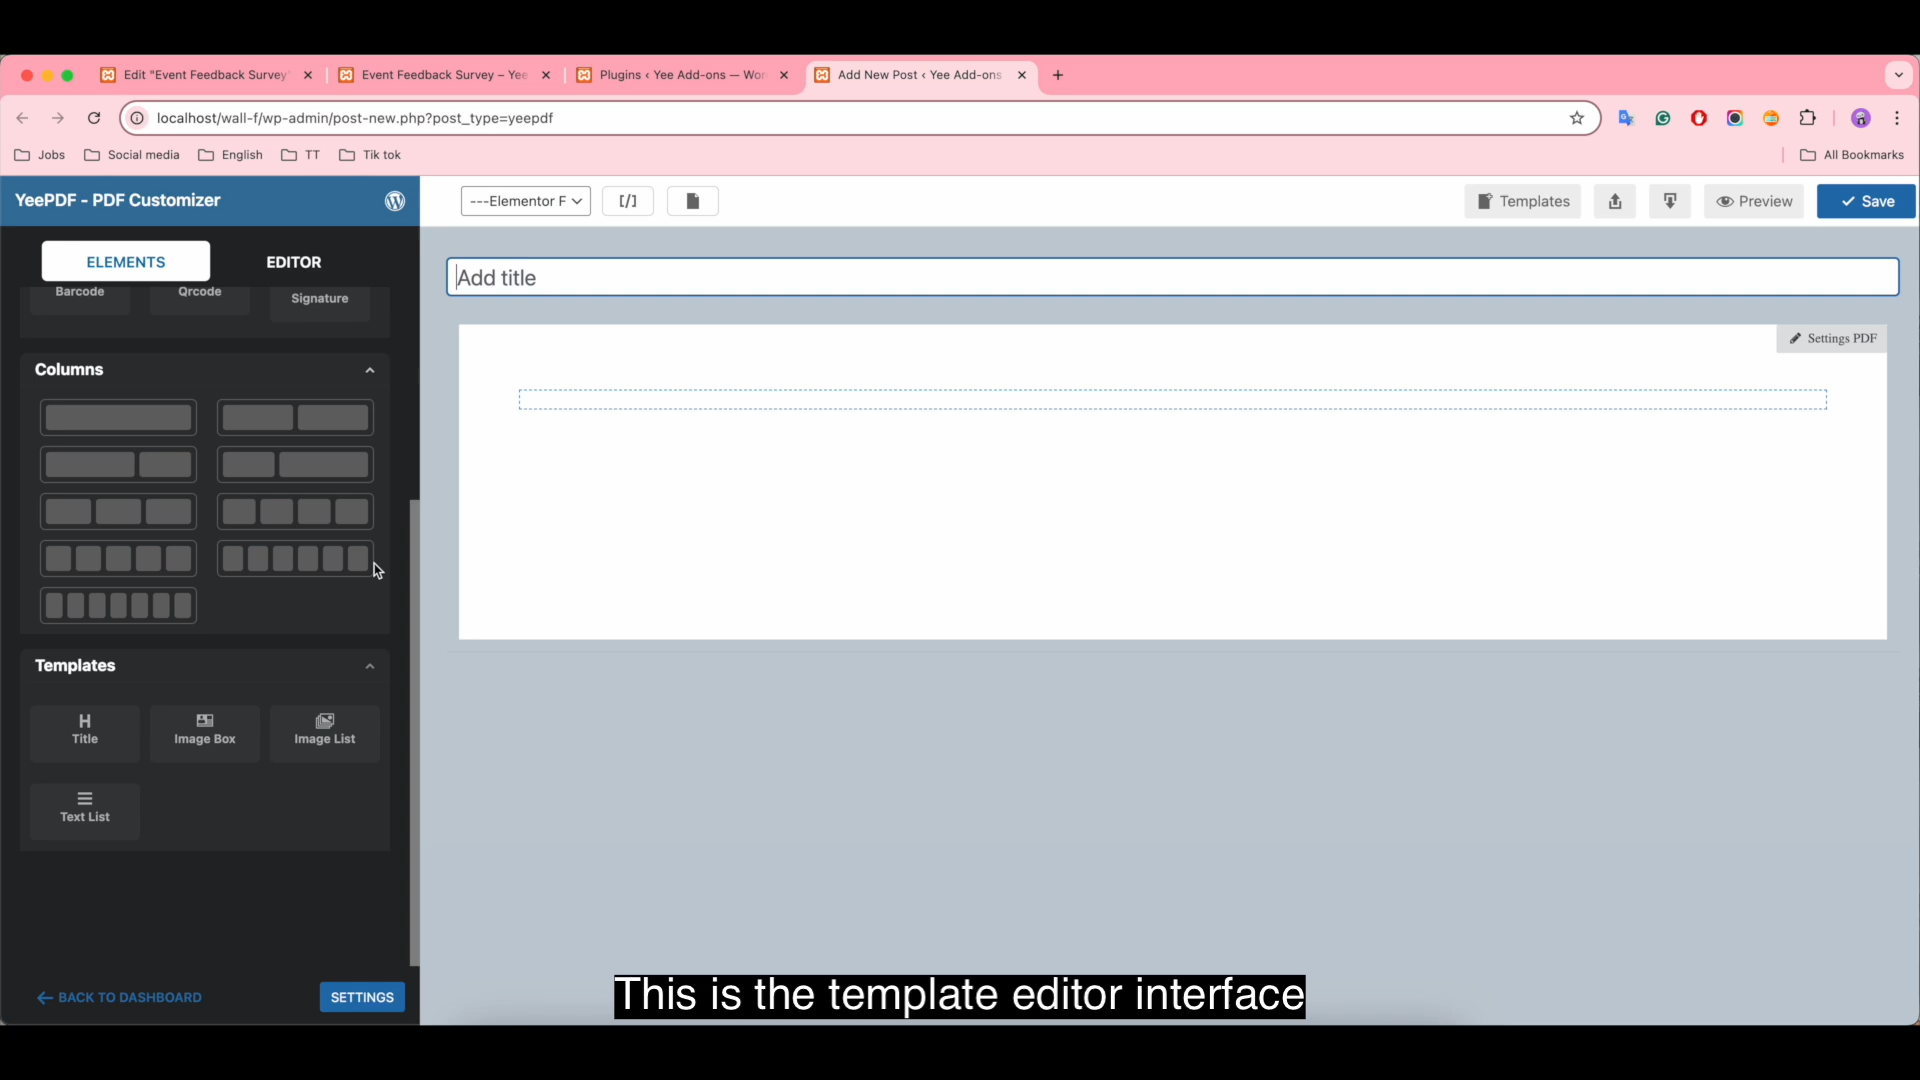 Edit "Event Feedback Survey"
Event Feedback Survey – Yee
Plugins ‹ Yee Add-ons — Wor
Add New Post ‹ Yee Add-ons
localhost/wall-f/wp-admin/post-new.php?post_type=yeepdf
Jobs
Social media
English
TT
Tik tok
All Bookmarks
YeePDF - PDF Customizer
---Elementor F
[/]
Templates
Preview
Save
ELEMENTS
EDITOR
Add title
Barcode
Qrcode
Signature
Settings PDF
Columns
Templates
H
Title
Image Box
Image List
Text List
BACK TO DASHBOARD
SETTINGS
This is the template editor interface